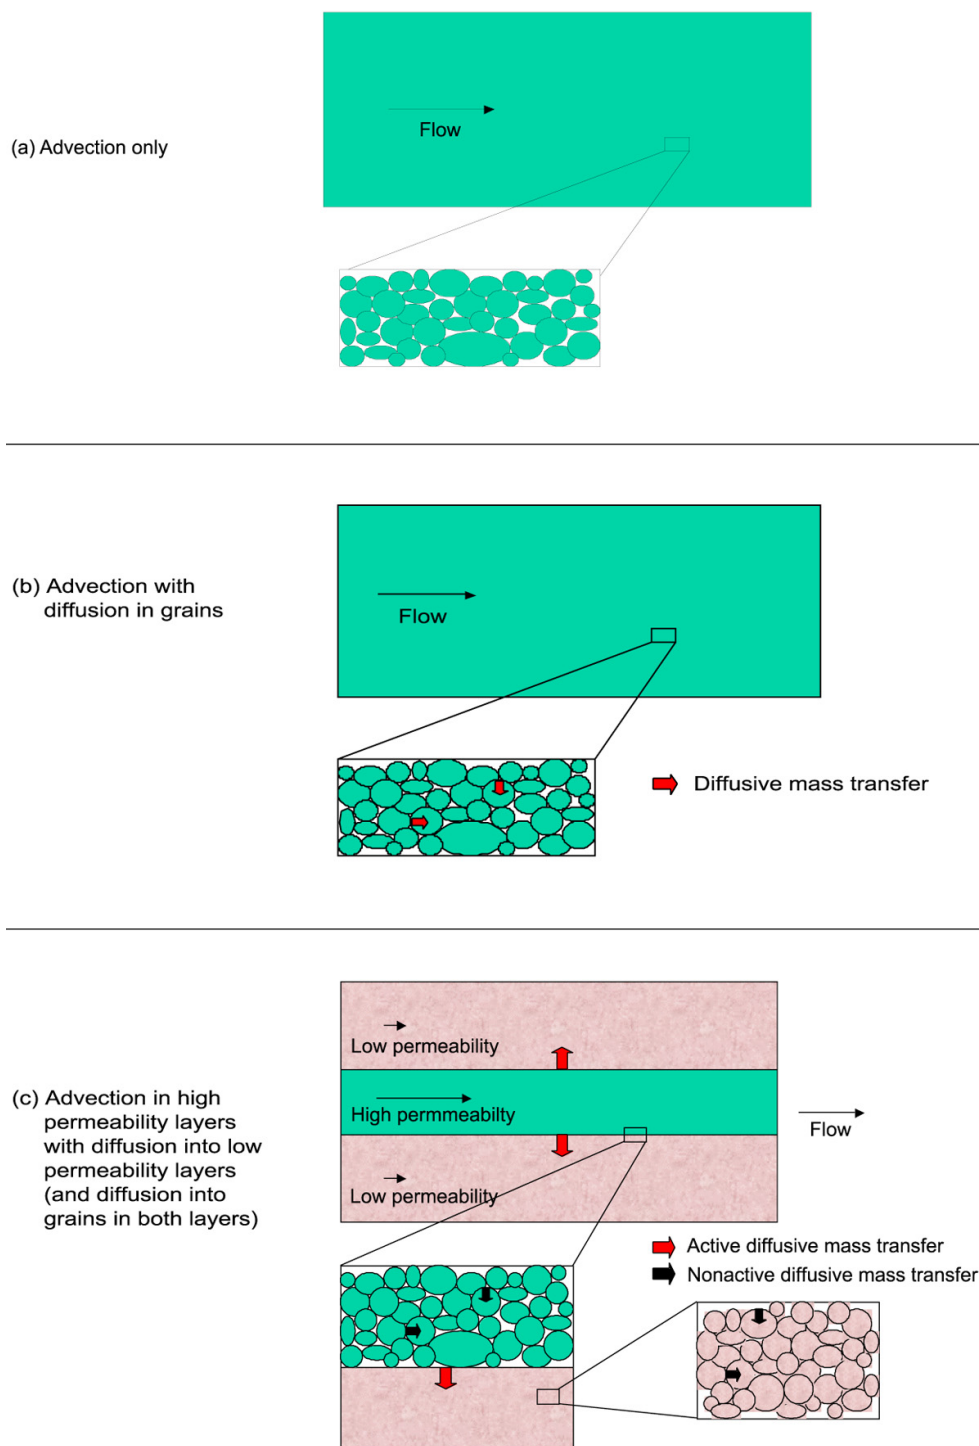 Flow
(a) Advection only
(b) Advection with
diffusion in grains
Flow
Diffusive mass transfer
Low permeability
(c) Advection in high
permeability layers
with diffusion into low
permeability layers
(and diffusion into
grains in both layers)
High permmeabilty
Flow
Low permeability
Active diffusive mass transfer
Nonactive diffusive mass transfer